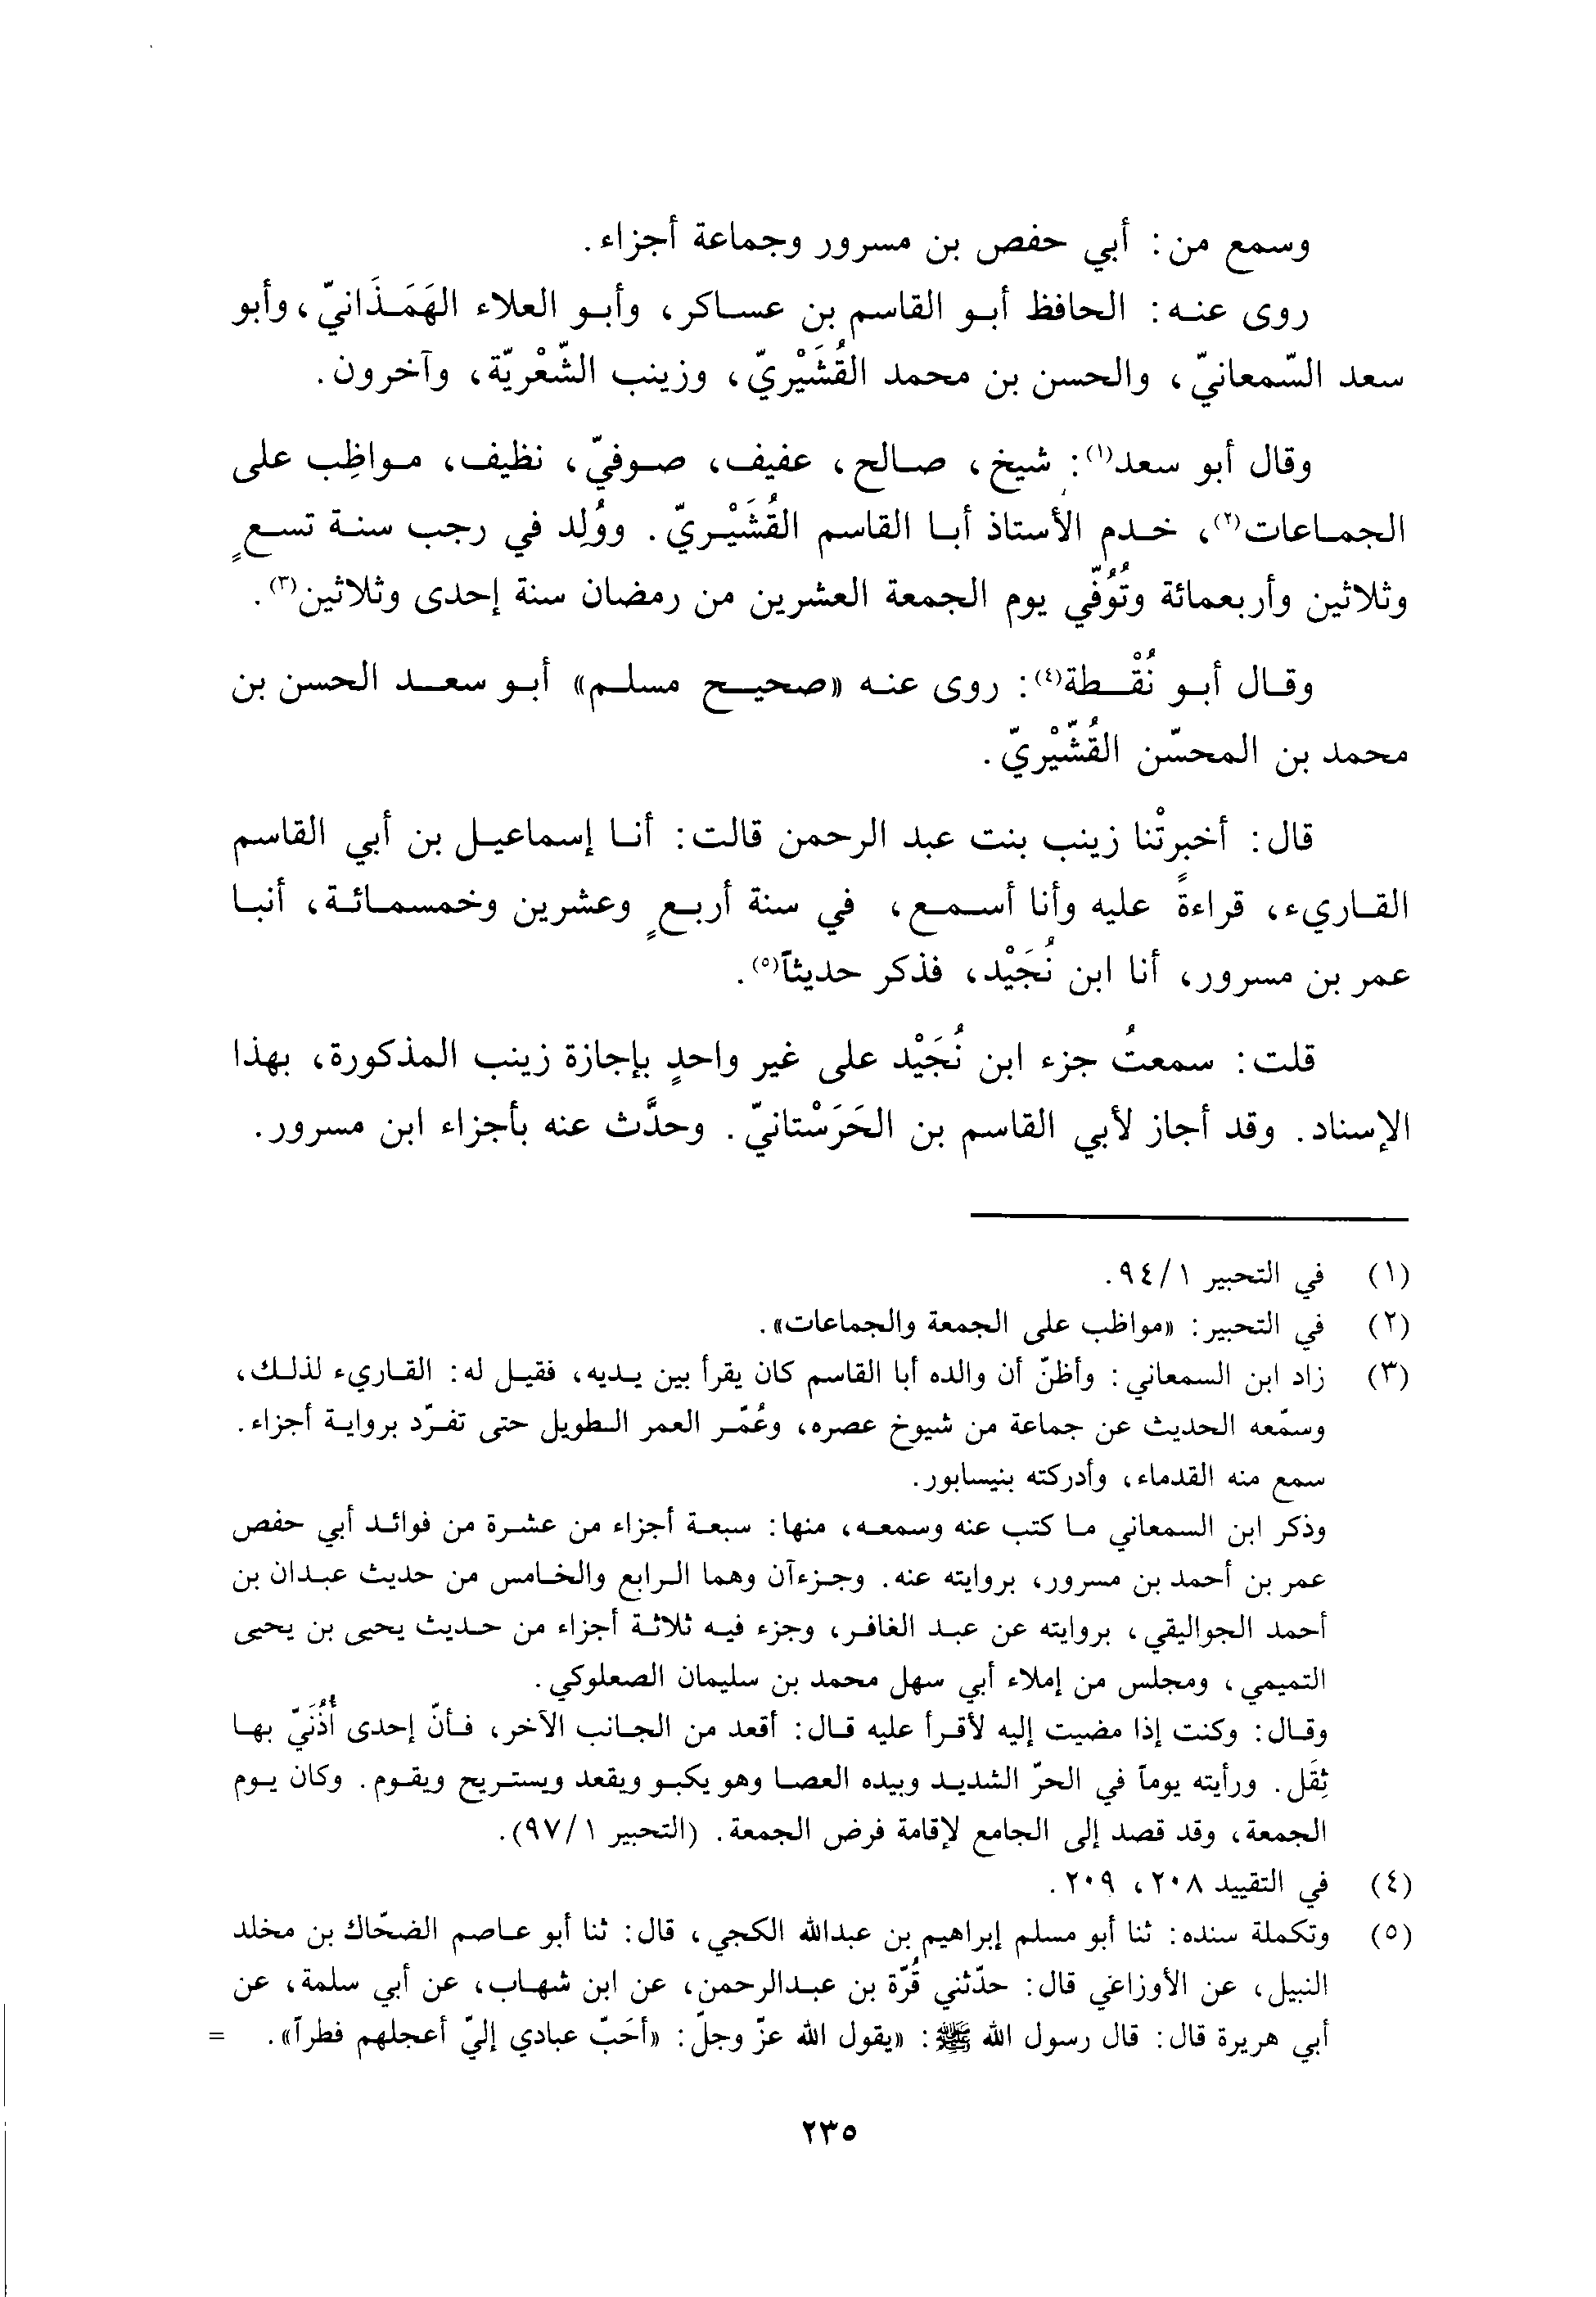 وسمع من: أبي حفص بن مسرور وجماعة أجزاء.
روى عنه: الحافظ أبو القاسم بن عساكر، وأبو العلاء الهَمَذَانيّ، وأبو
سعد السّمعانيّ، والحسن بن محمد القُشَيْريّ، وزينب الشّعْريّة، وآخرون.
وقال أبو سعد(١): شيخ، صالح، عفيف، صوفيّ، نظيف، مواظِب على
الجماعات(٢)، خدم الأستاذ أبا القاسم القُشَيْريّ. ووُلِد في رجب سنة تسعٍ
وثلاثين وأربعمائة وتُوُفّي يوم الجمعة العشرين من رمضان سنة إحدى وثلاثين(٣).
وقال أبو نُقْطة(٤): روى عنه «صحيح مسلم» أبو سعد الحسن بن
محمد بن المحسّن القُشّيْريّ.
قال: أخبرتْنا زينب بنت عبد الرحمن قالت: أنا إسماعيل بن أبي القاسم
القاريء، قراءةً عليه وأنا أسمع، في سنة أربعٍ وعشرين وخمسمائة، أنبا
عمر بن مسرور، أنا ابن نُجَيْد، فذكر حديثاً(٥).
قلت: سمعتُ جزء ابن نُجَيْد على غير واحدٍ بإجازة زينب المذكورة، بهذا
الإسناد. وقد أجاز لأبي القاسم بن الحَرَسْتانيّ. وحدَّث عنه بأجزاء ابن مسرور.
(١) في التحبير ٩٤/١.
(٢) في التحبير: «مواظب على الجمعة والجماعات».
(٣) زاد ابن السمعاني: وأظنّ أن والده أبا القاسم كان يقرأ بين يديه، فقيل له: القاريء لذلك،
وسمّعه الحديث عن جماعة من شيوخ عصره، وعُمّر العمر الطويل حتى تفرّد برواية أجزاء.
سمع منه القدماء، وأدركته بنيسابور.
وذكر ابن السمعاني ما كتب عنه وسمعه، منها: سبعة أجزاء من عشرة من فوائد أبي حفص
عمر بن أحمد بن مسرور، بروايته عنه. وجزءآن وهما الرابع والخامس من حديث عبدان بن
أحمد الجواليقي، بروايته عن عبد الغافر، وجزء فيه ثلاثة أجزاء من حديث يحيى بن يحيى
التميمي، ومجلس من إملاء أبي سهل محمد بن سليمان الصعلوكي.
وقال: وكنت إذا مضيت إليه لأقرأ عليه قال: أقعد من الجانب الآخر، فأنّ إحدى أُذُنَيّ بها
ثِقَل. ورأيته يوماً في الحرّ الشديد وبيده العصا وهو يكبو ويقعد ويستريح ويقوم. وكان يوم
الجمعة، وقد قصد إلى الجامع لإقامة فرض الجمعة. (التحبير ٩٧/١).
(٤) في التقييد ٢٠٨، ٢٠٩.
(٥) وتكملة سنده: ثنا أبو مسلم إبراهيم بن عبدالله الكجي، قال: ثنا أبو عاصم الضحّاك بن مخلد
النبيل، عن الأوزاعي قال: حدّثني قُرّة بن عبدالرحمن، عن ابن شهاب، عن أبي سلمة، عن
أبي هريرة قال: قال رسول الله ﷺ: «يقول الله عزّ وجلّ: «أحَبّ عبادي إليّ أعجلهم فطراً». =
٢٣٥